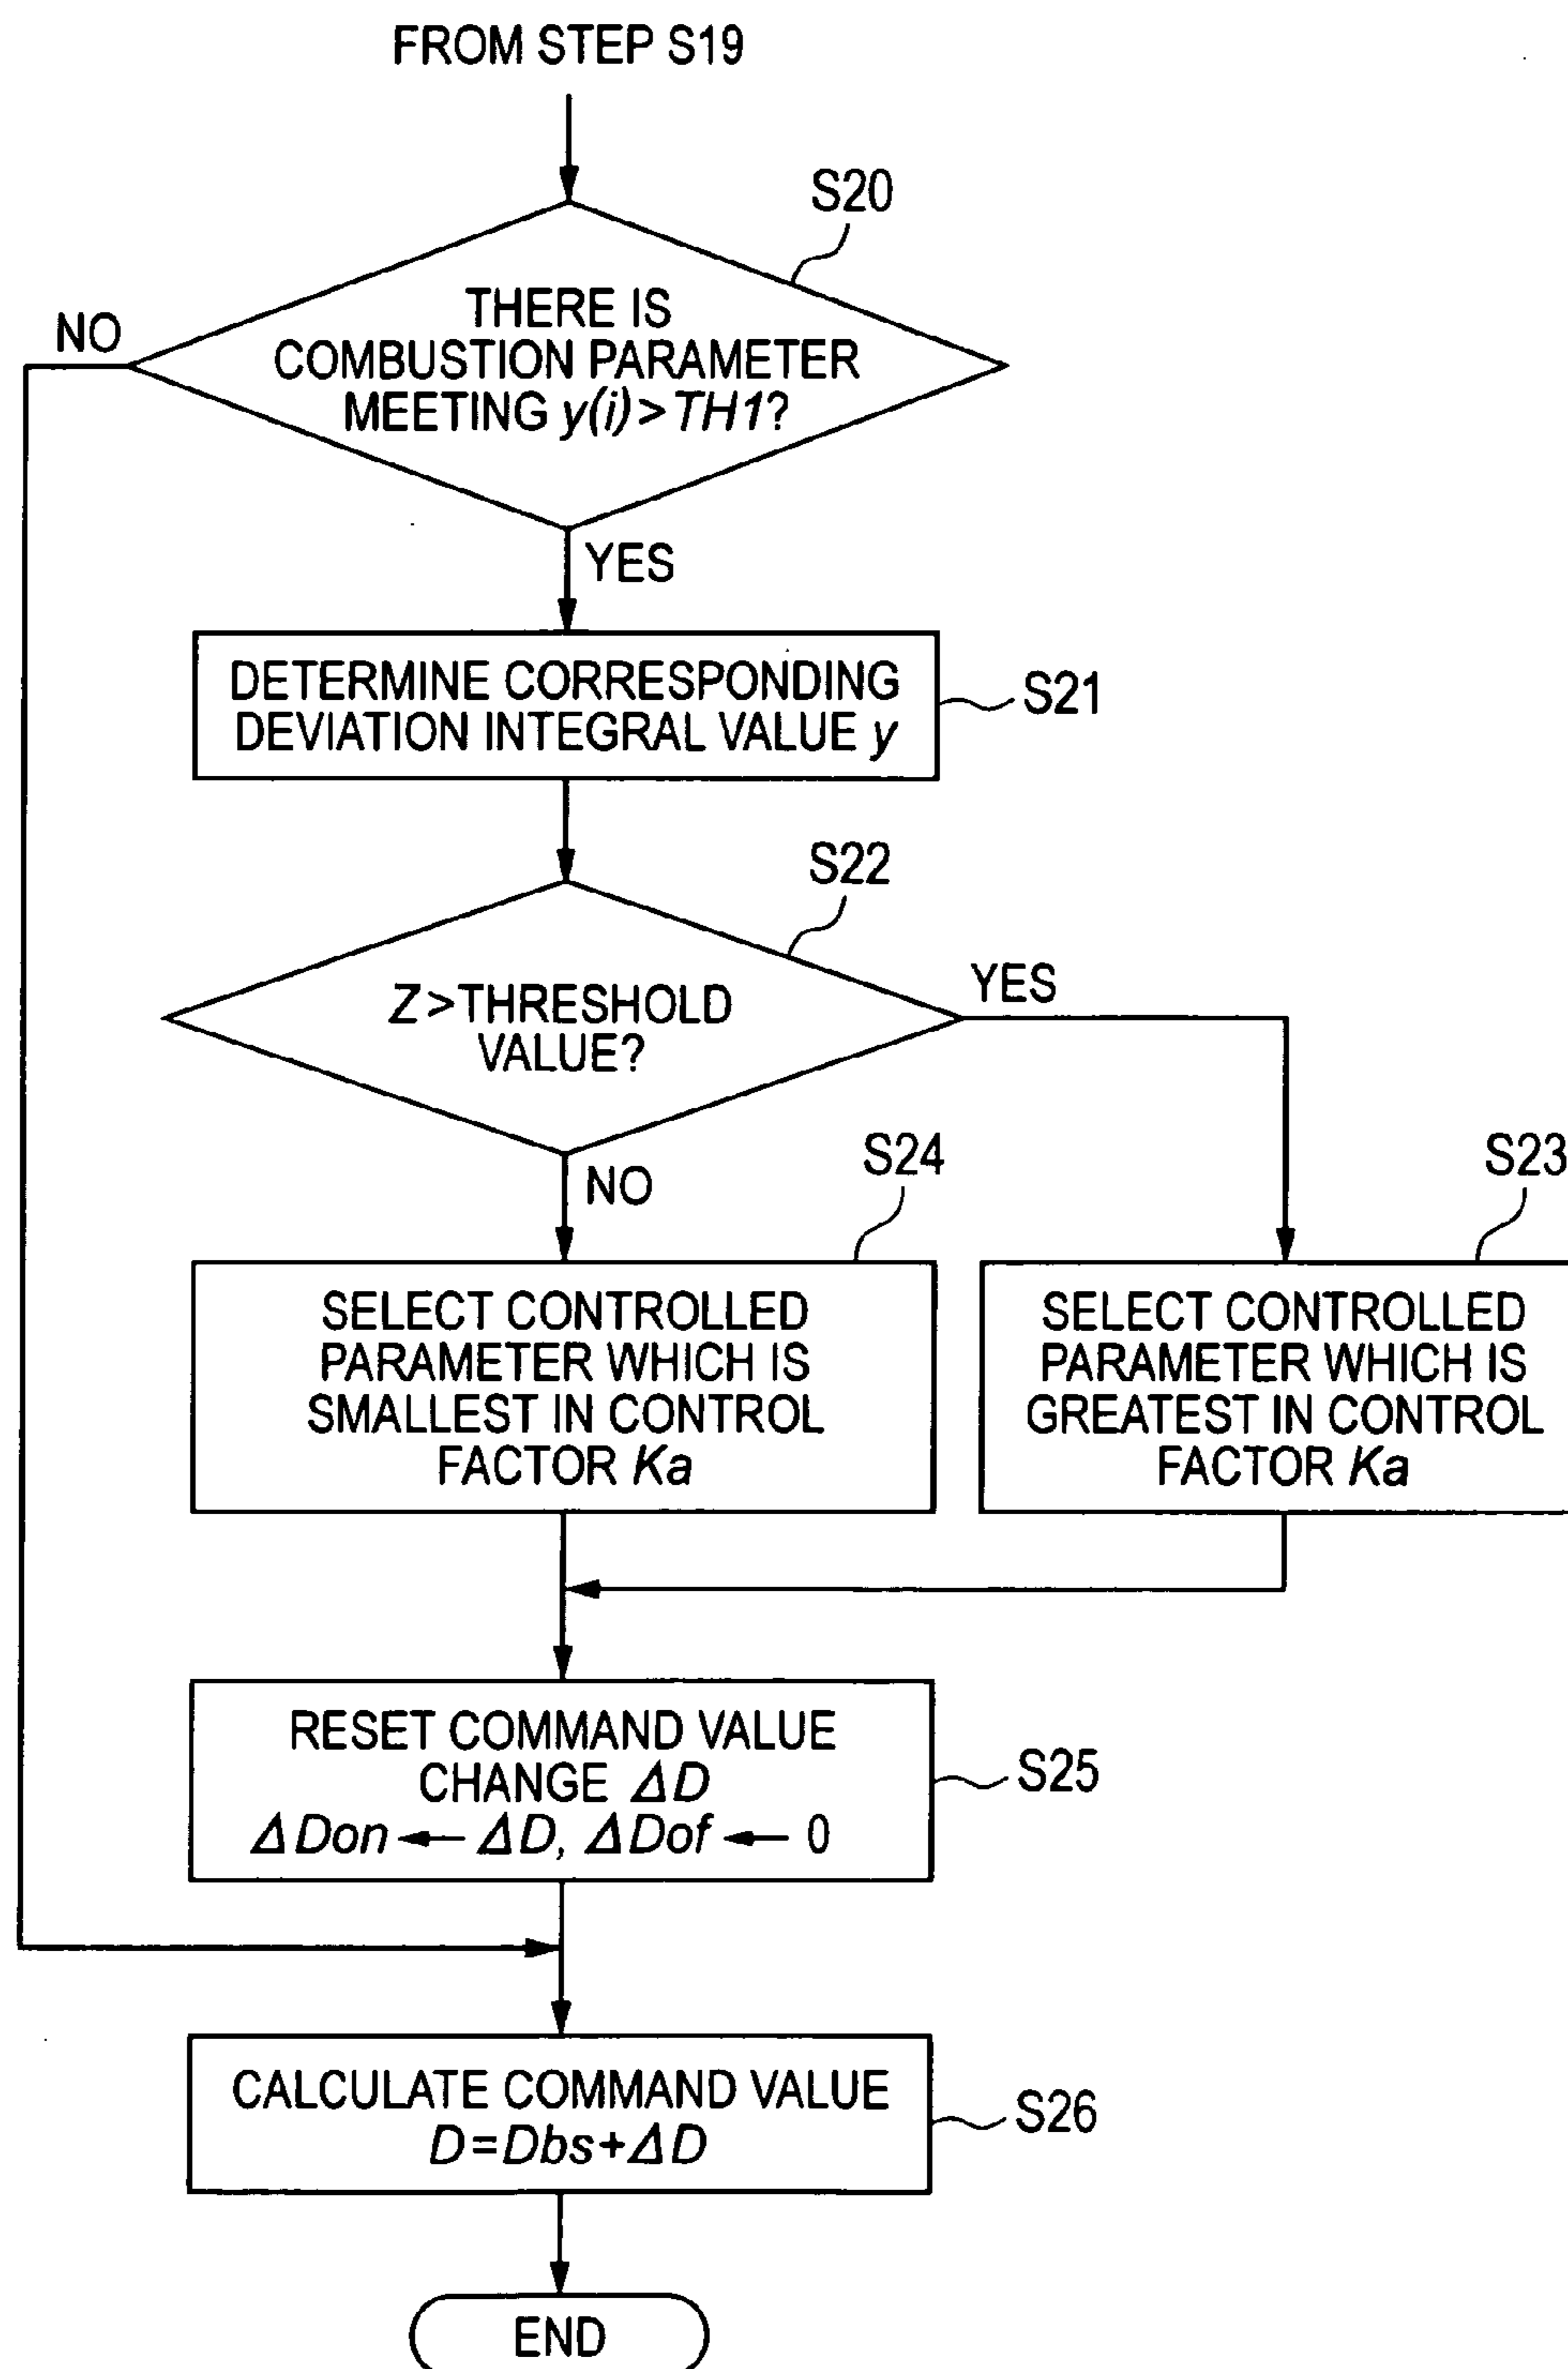 FROM STEP S19
S20
THERE IS
COMBUSTION PARAMETER
MEETING y(i)>TH1?
NO
YES
DETERMINE CORRESPONDING
DEVIATION INTEGRAL VALUE y
S21
S22
Z>THRESHOLD
VALUE?
YES
NO
S24
SELECT CONTROLLED
PARAMETER WHICH IS
SMALLEST IN CONTROL
FACTOR Ka
S23
SELECT CONTROLLED
PARAMETER WHICH IS
GREATEST IN CONTROL
FACTOR Ka
RESET COMMAND VALUE
CHANGE ΔD
ΔDon ← ΔD, ΔDof ← 0
S25
CALCULATE COMMAND VALUE
D=Dbs+ΔD
S26
END